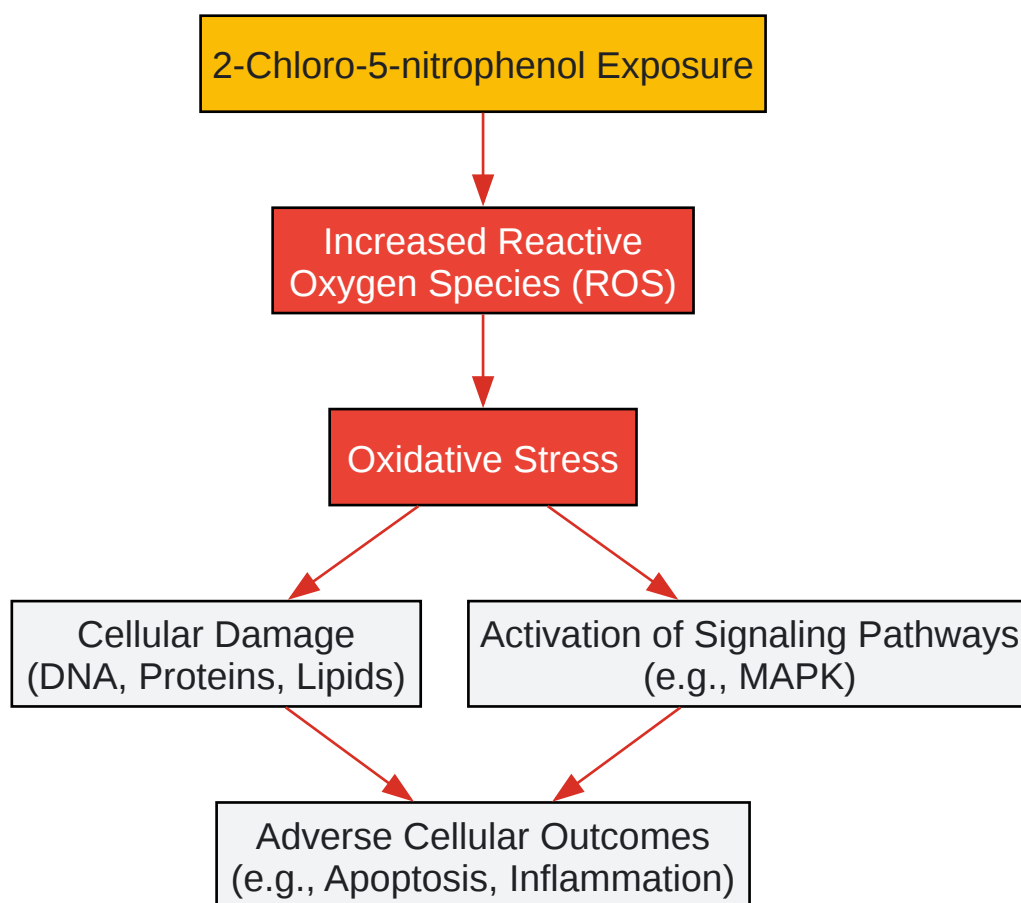 2-Chloro-5-nitrophenol Exposure
Increased Reactive
Oxygen Species (ROS)
Oxidative Stress
Cellular Damage
(DNA, Proteins, Lipids)
Activation of Signaling Pathways
(e.g., MAPK)
Adverse Cellular Outcomes
(e.g., Apoptosis, Inflammation)